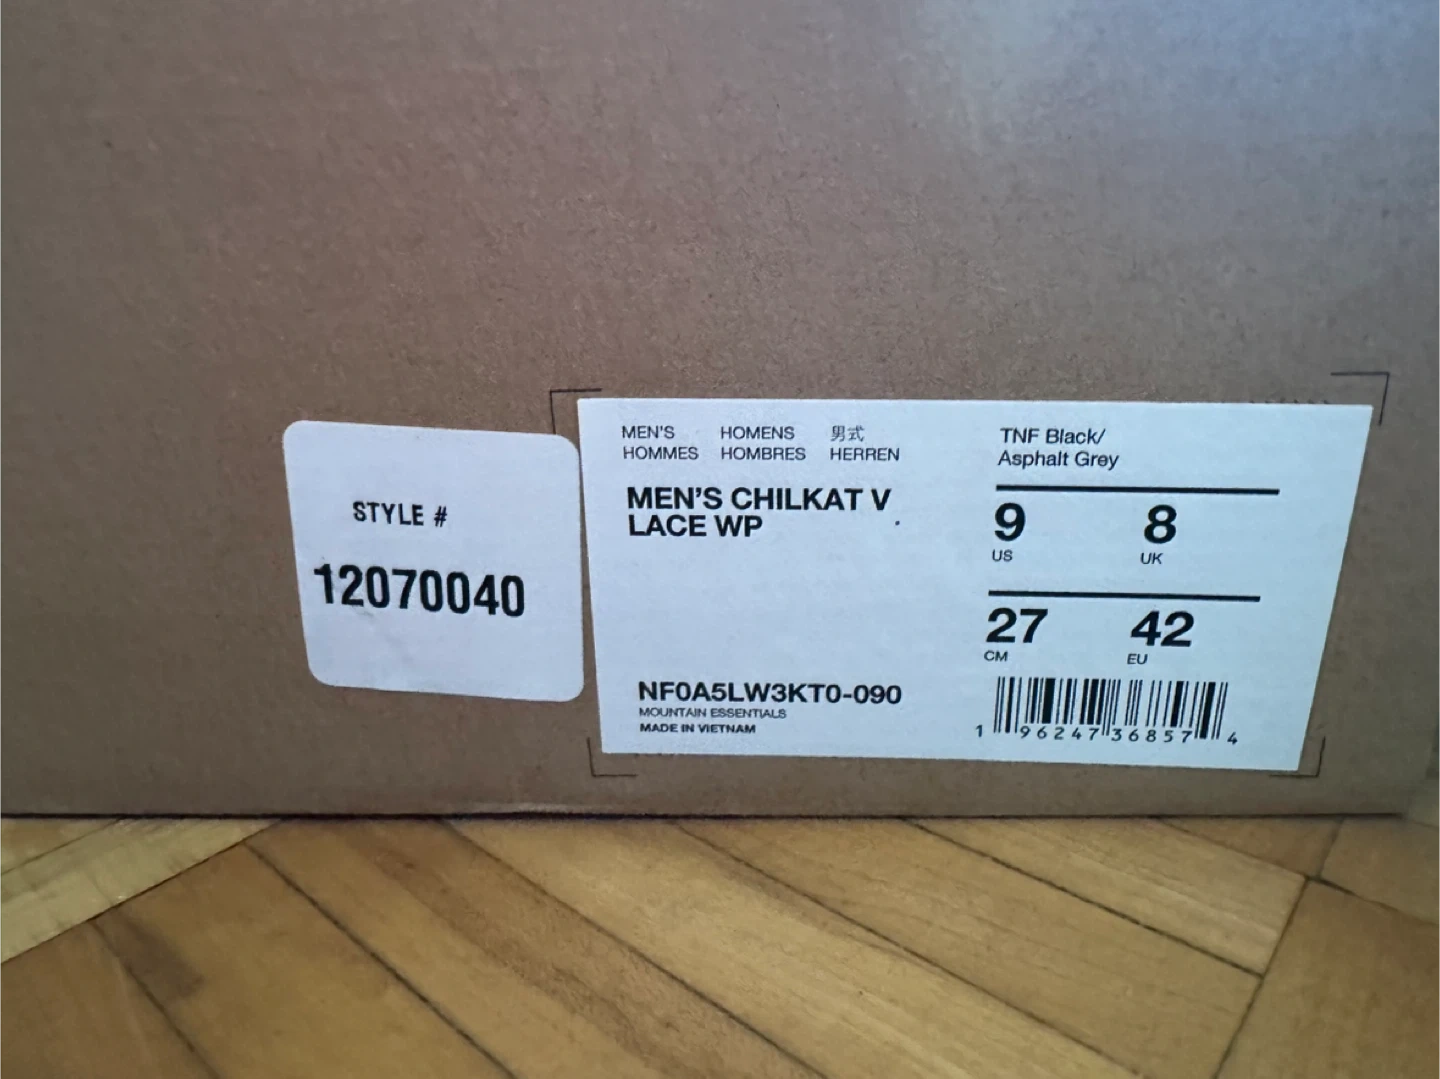 STYLE #
12070040
MEN'S HOMENS 男式
HOMMES HOMBRES HERREN
MEN'S CHILKAT V
LACE WP
NF0A5LW3KT0-090
MOUNTAIN ESSENTIALS
MADE IN VIETNAM
TNF Black/
Asphalt Grey
9 8
US UK
27 42
CM EU
1 96247 36857 4